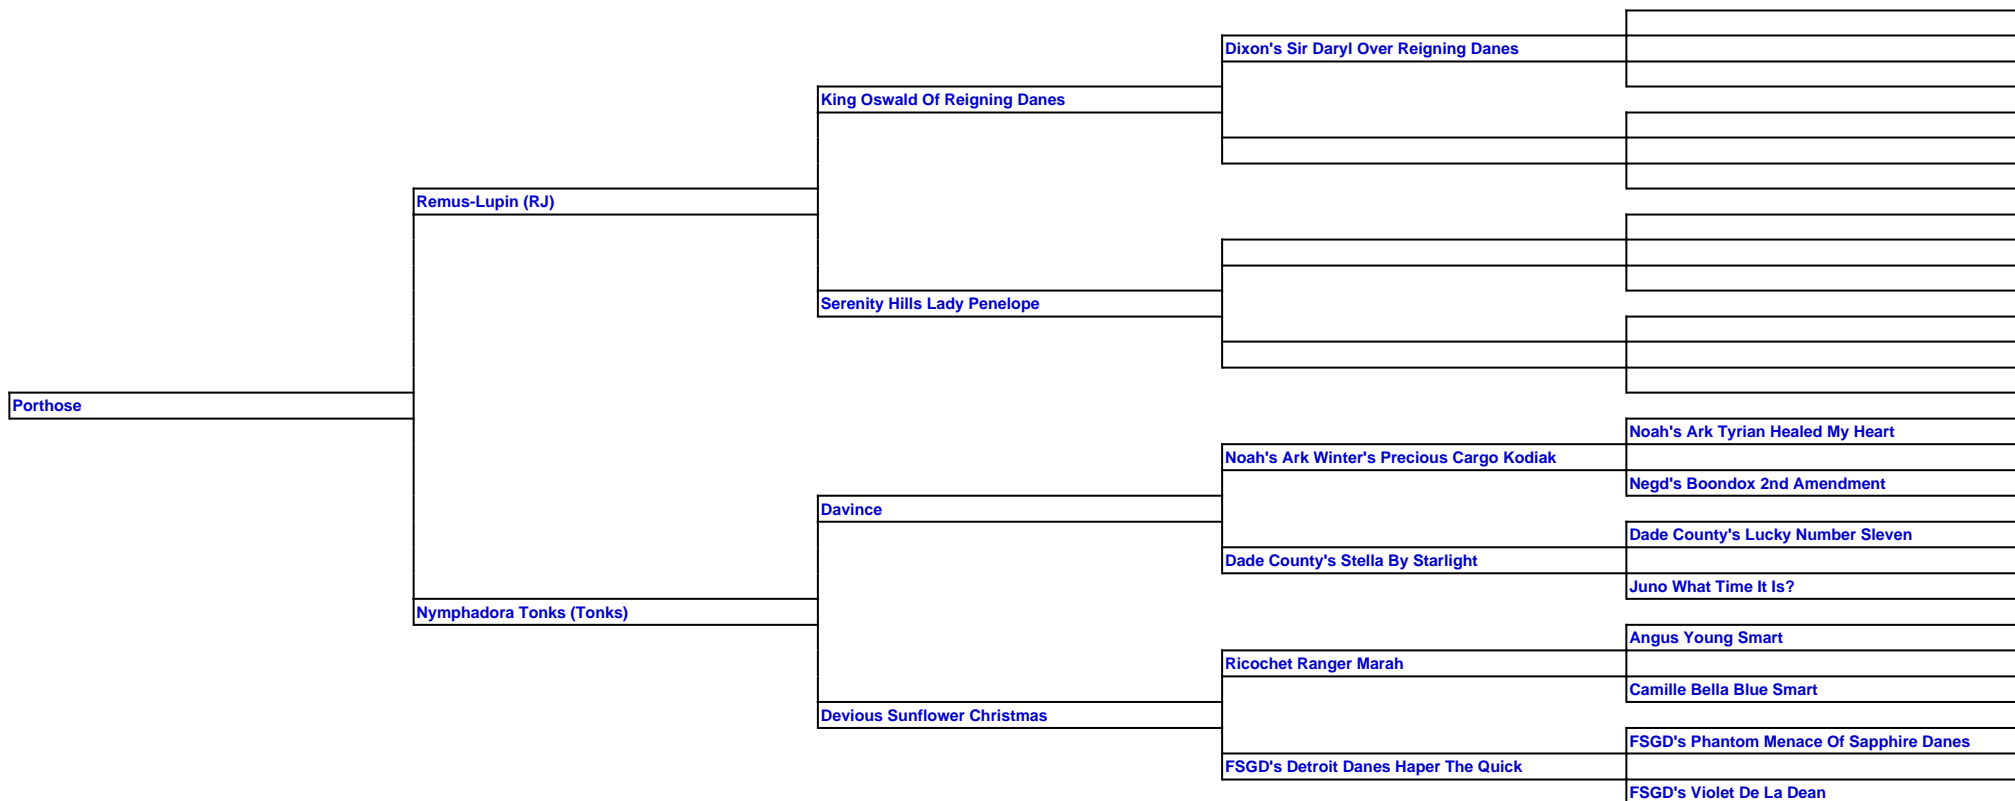 Dixon's Sir Daryl Over Reigning Danes
King Oswald Of Reigning Danes
Remus-Lupin (RJ)
Serenity Hills Lady Penelope
Porthose
Noah's Ark Tyrian Healed My Heart
Noah's Ark Winter's Precious Cargo Kodiak
Negd's Boondox 2nd Amendment
Davince
Dade County's Lucky Number Sleven
Dade County's Stella By Starlight
Juno What Time It Is?
Nymphadora Tonks (Tonks)
Angus Young Smart
Ricochet Ranger Marah
Camille Bella Blue Smart
Devious Sunflower Christmas
FSGD's Phantom Menace Of Sapphire Danes
FSGD's Detroit Danes Haper The Quick
FSGD's Violet De La Dean